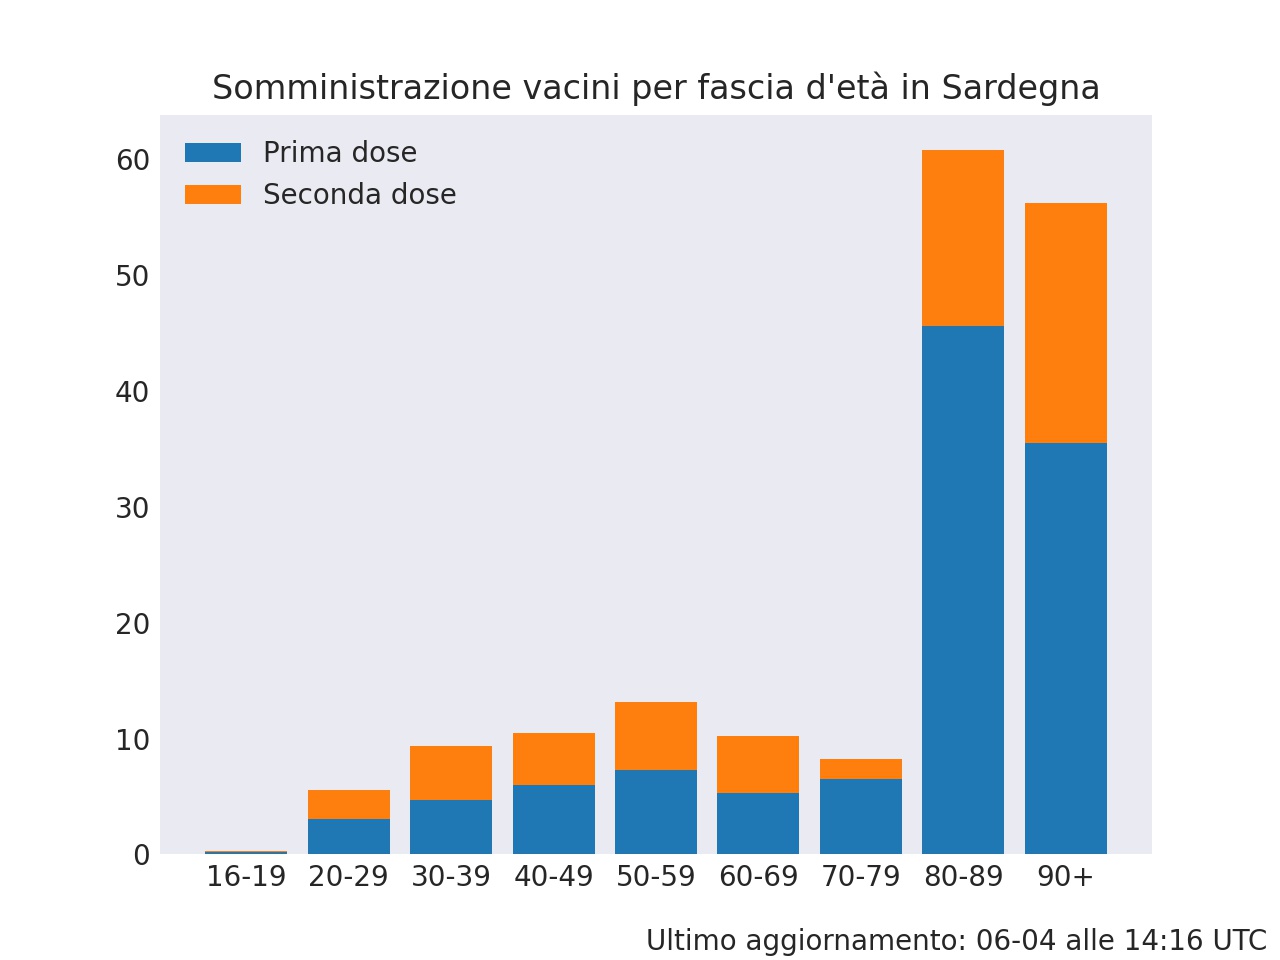 Somministrazione vacini per fascia d'età in Sardegna
Prima dose
Seconda dose
60
50
40
30
20
10
0
16-19 20-29 30-39 40-49 50-59 60-69 70-79 80-89 90+
Ultimo aggiornamento: 06-04 alle 14:16 UTC